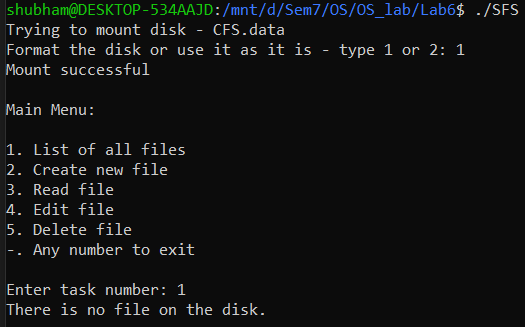 shubham@DESKTOP-534AAJD:/mnt/d/Sem7/OS/OS_lab/Lab6$ ./SFS
Trying to mount disk - CFS.data
Format the disk or use it as it is - type 1 or 2: 1
Mount successful
Main Menu:
1. List of all files
2. Create new file
3. Read file
4. Edit file
5. Delete file
-. Any number to exit
Enter task number: 1
There is no file on the disk.